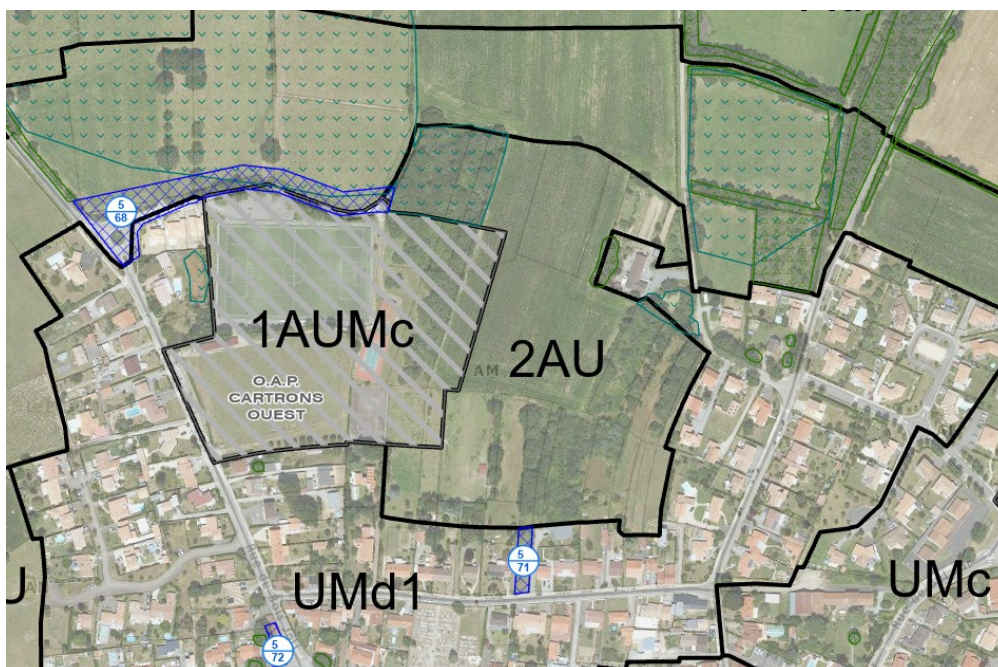 5
68
1AUMc
2AU
AM
O.A.P.
CARTRONS
OUEST
5
71
UMd1
UMc
5
72